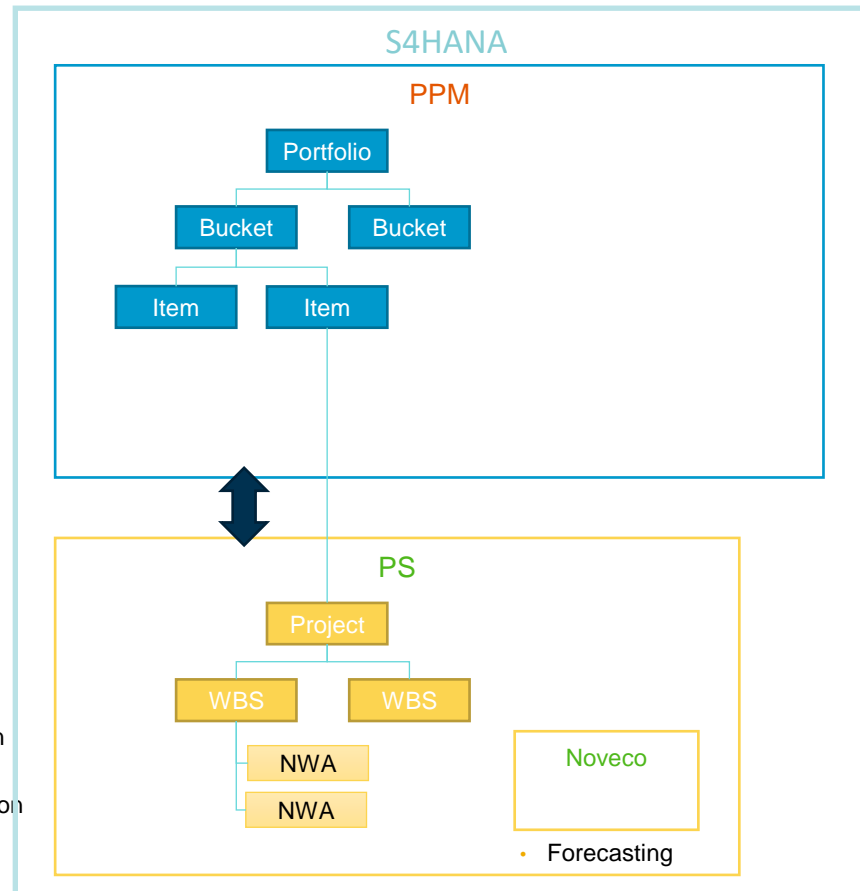 S4HANA
PPM
Portfolio
Bucket Bucket
Item Item
PS
Project
WBS WBS
NWA
Noveco
NWA
Forecasting